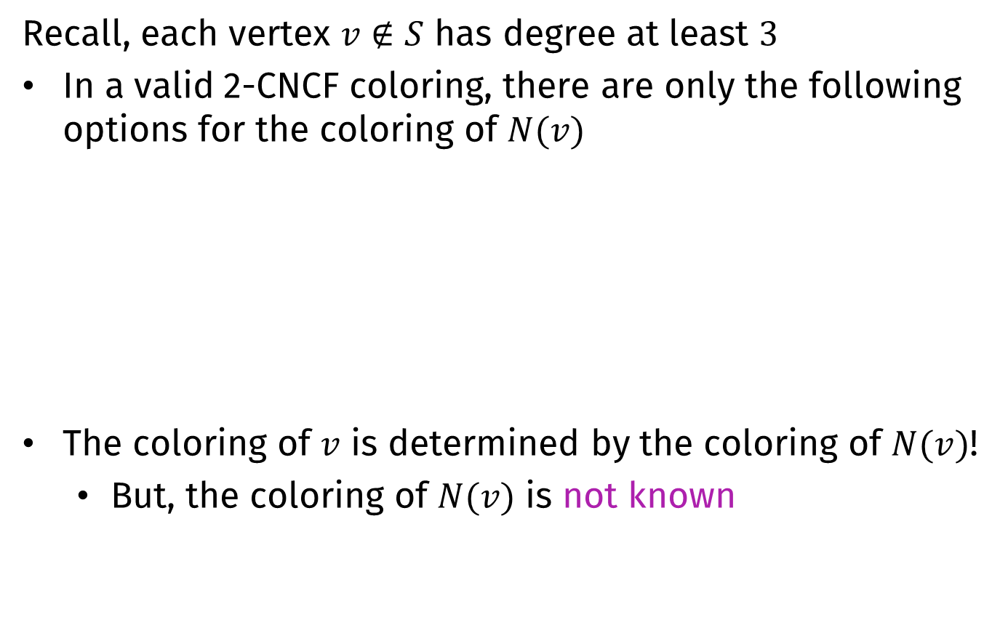 Recall, each vertex 𝑣 ∉ 𝑆 has degree at least 3
• In a valid 2-CNCF coloring, there are only the following
options for the coloring of 𝑁(𝑣)
• The coloring of 𝑣 is determined by the coloring of 𝑁(𝑣)!
• But, the coloring of 𝑁(𝑣) is not known